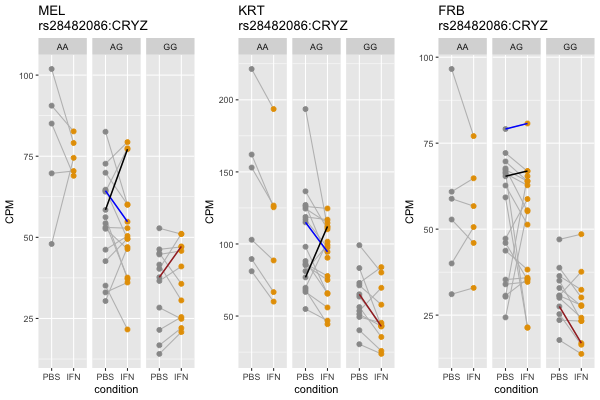 MEL
rs28482086:CRYZ
AA AG GG
CPM
100
75
50
25
PBS IFN PBS IFN PBS IFN
condition
KRT
rs28482086:CRYZ
AA AG GG
CPM
200
150
100
50
PBS IFN PBS IFN PBS IFN
condition
FRB
rs28482086:CRYZ
AA AG GG
CPM
100
75
50
25
PBS IFN PBS IFN PBS IFN
condition